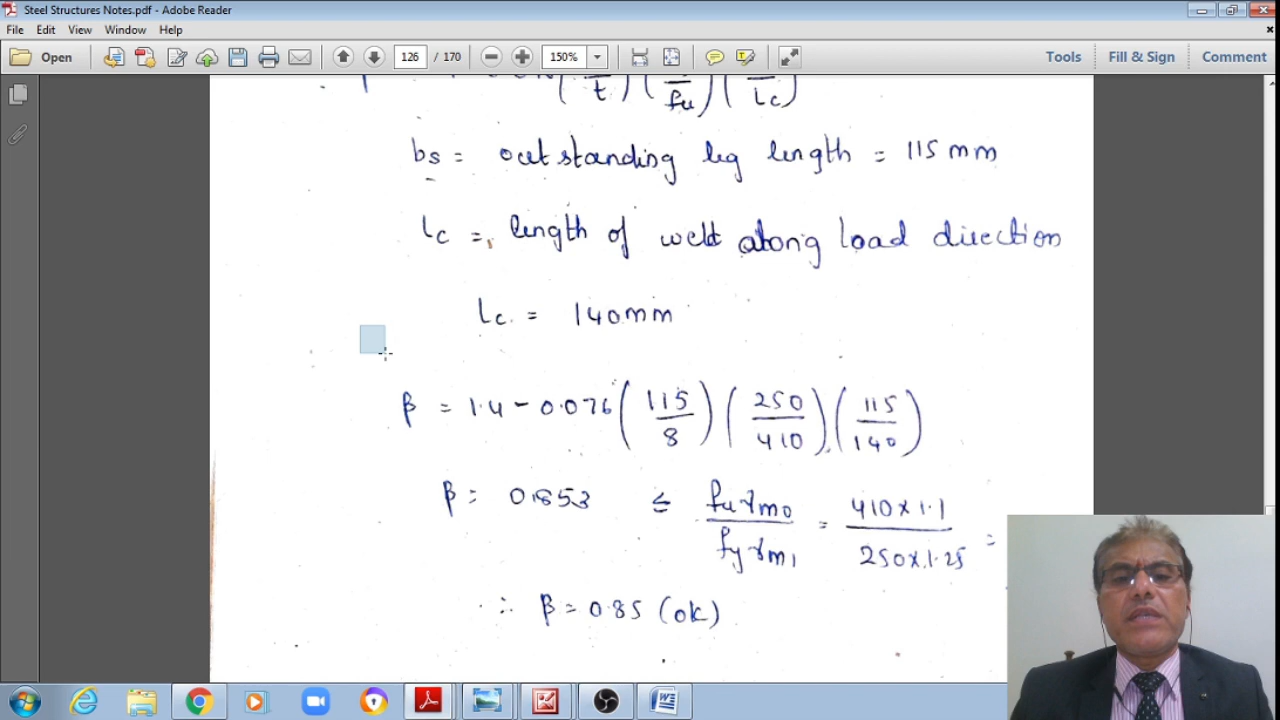 Steel Structures Notes.pdf - Adobe Reader
File Edit View Window Help
Open 126 / 170 150% Tools Fill & Sign Comment
t fu Lc
bs = outstanding leg length = 115 mm
Lc = length of weld along load direction
Lc = 140mm
β = 1.4 - 0.076 (115/8) (250/410) (115/140)
β = 0.853 ≤ fu γm0 / fy γm1 = 410 x 1.1 / 250 x 1.25 =
∴ β = 0.85 (ok)